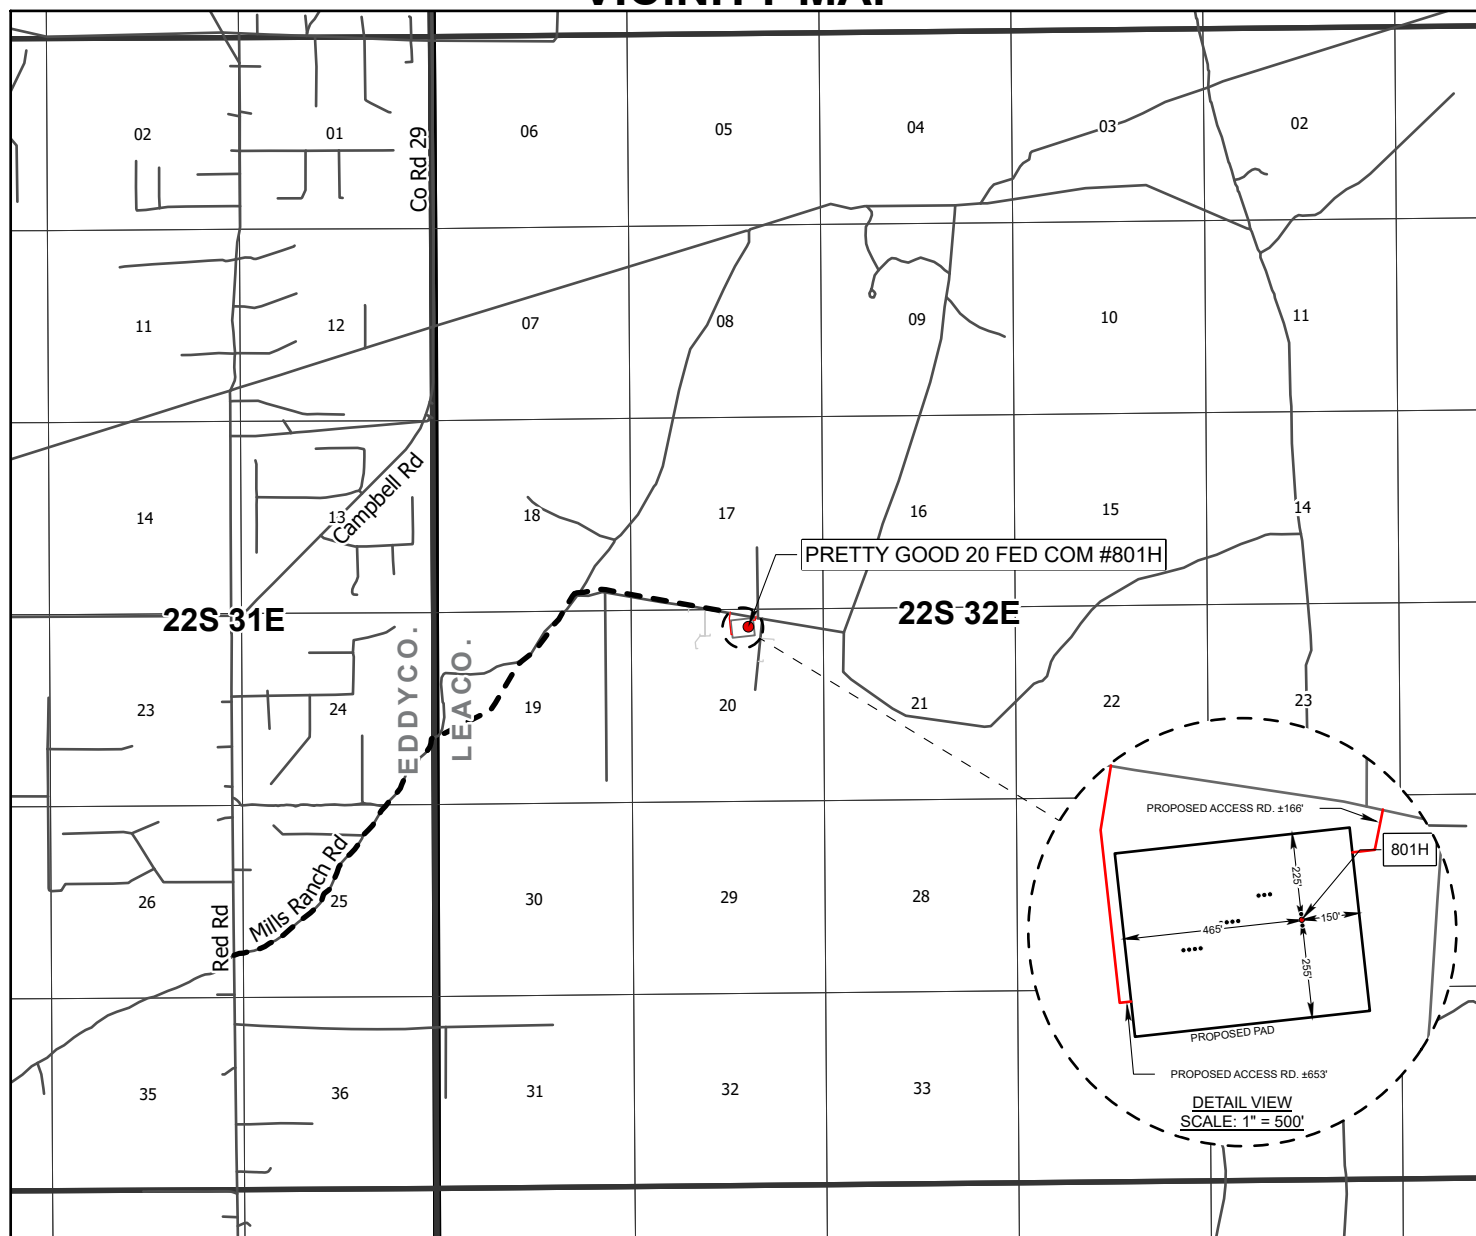 VICINITY MAP
02
01
06
05
04
03
02
Co Rd 29
11
12
07
08
09
10
11
14
13
Campbell Rd
18
17
16
15
14
PRETTY GOOD 20 FED COM #801H
22S 31E
22S 32E
EDDYCO.
LEACO.
23
24
19
20
21
22
23
26
Red Rd
Mills Ranch Rd
25
30
29
28
35
36
31
32
33
PROPOSED ACCESS RD. ±166'
801H
225'
465'
150'
255'
PROPOSED PAD
PROPOSED ACCESS RD. ±653'
DETAIL VIEW
SCALE: 1" = 500'